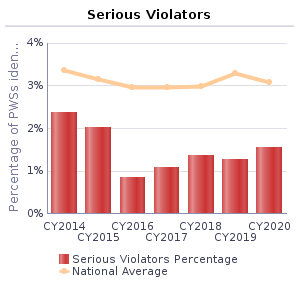 Serious Violators
Percentage of PWSs iden...
4%
3%
2%
1%
0%
CY2014
CY2015
CY2016
CY2017
CY2018
CY2019
CY2020
Serious Violators Percentage
National Average